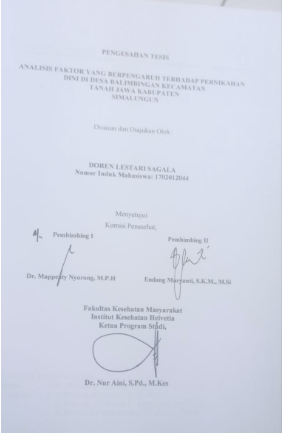 PENGESAHAN TESIS
ANALISIS FAKTOR YANG BERPENGARUH TERHADAP PERNIKAHAN
DINI DI DESA BALIMBINGAN KECAMATAN
TANAH JAWA KABUPATEN
SIMALUNGUN
Disusun dan Diajukan Oleh:
DOREN LESTARI SAGALA
Nomor Induk Mahasiswa: 1702012044
Menyetujui
Komisi Penasehat,
Pembimbing I
Pembimbing II
Dr. Mappeaty Nyorong, M.P.H
Endang Maryanti, S.K.M., M.Si
Fakultas Kesehatan Masyarakat
Institut Kesehatan Helvetia
Ketua Program Studi,
Dr. Nur Aini, S.Pd., M.Kes